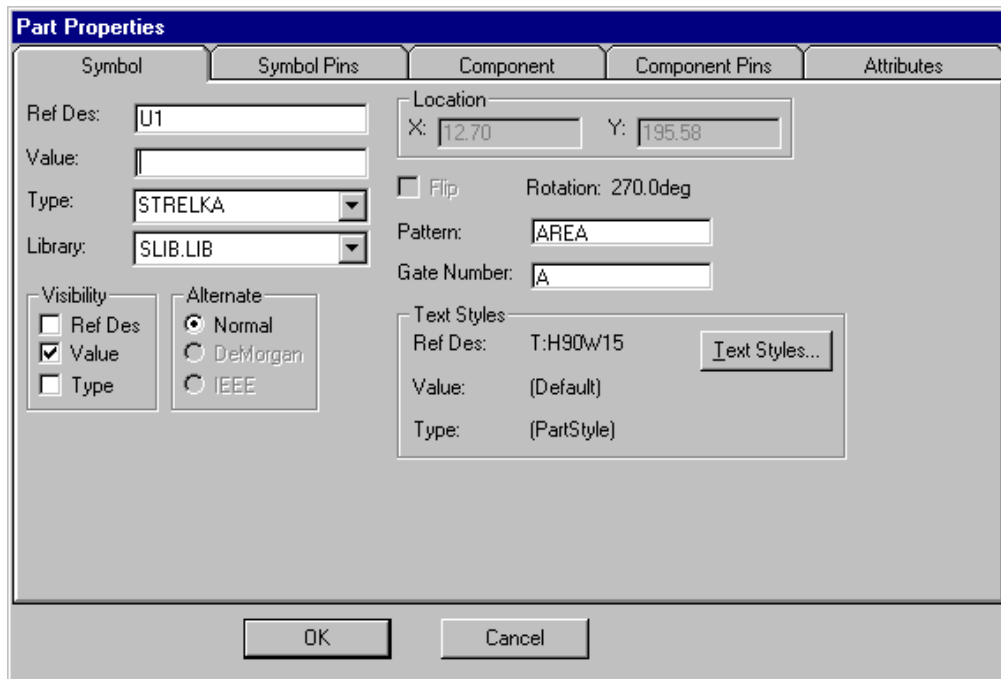 Part Properties
Symbol Symbol Pins Component Component Pins Attributes
Ref Des: U1
Value:
Type: STRELKA
Library: SLIB.LIB
Visibility
Ref Des
Value
Type
Alternate
Normal
DeMorgan
IEEE
Location
X: 12.70 Y: 195.58
Flip Rotation: 270.0deg
Pattern: AREA
Gate Number: A
Text Styles
Ref Des: T:H90W15 Text Styles...
Value: (Default)
Type: (PartStyle)
OK Cancel